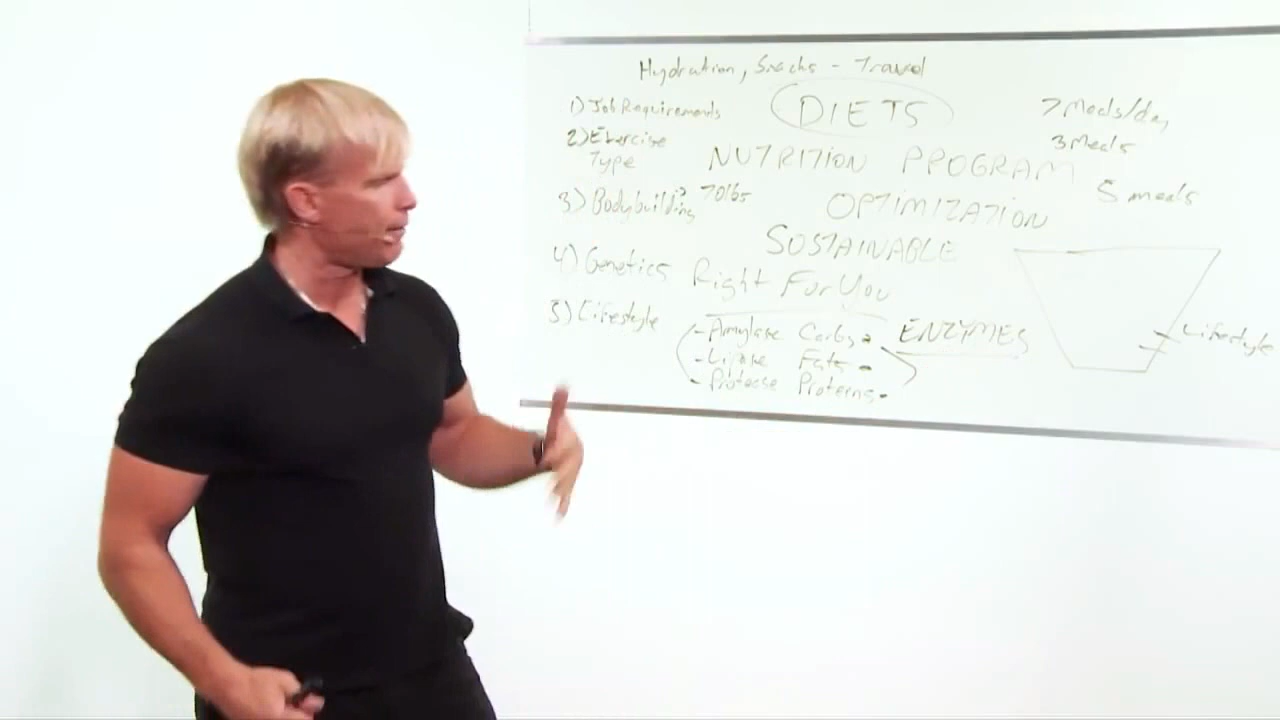 Hydration, Snacks - Travel
1) Job Requirements
DIETS
7 Meals/day
2) Exercise
Type
3 Meals
NUTRITION PROGRAM
3) Bodybuilding 70lbs
5 meals
OPTIMIZATION
SUSTAINABLE
4) Genetics
Right For You
5) Lifestyle
- Amylase Carbs
ENZYMES
Lifestyle
- Lipase Fats
- Protease Proteins